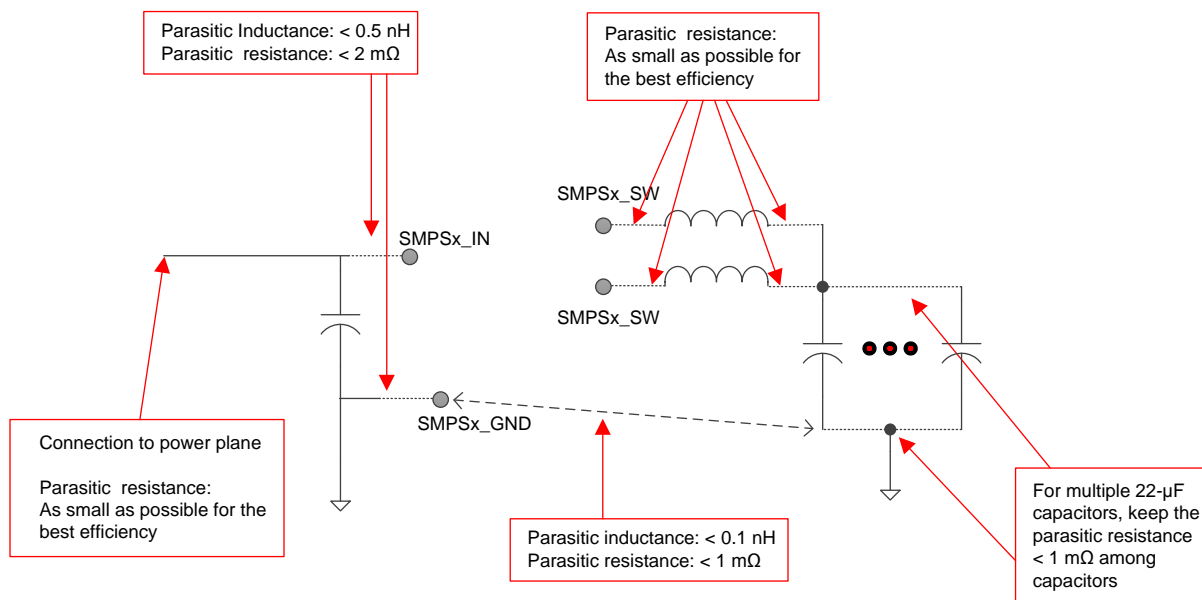 Parasitic Inductance: < 0.5 nH
Parasitic resistance: < 2 mΩ
Parasitic resistance:
As small as possible for
the best efficiency
SMPSx_SW
SMPSx_IN
SMPSx_SW
SMPSx_GND
Connection to power plane
Parasitic resistance:
As small as possible for the
best efficiency
Parasitic inductance: < 0.1 nH
Parasitic resistance: < 1 mΩ
For multiple 22-µF
capacitors, keep the
parasitic resistance
< 1 mΩ among
capacitors